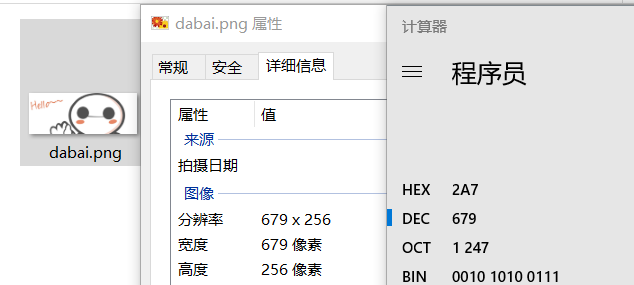 Hello~~
dabai.png
dabai.png 属性
常规
安全
详细信息
属性
值
来源
拍摄日期
图像
分辨率
679 x 256
宽度
679 像素
高度
256 像素
计算器
程序员
HEX
2A7
DEC
679
OCT
1 247
BIN
0010 1010 0111